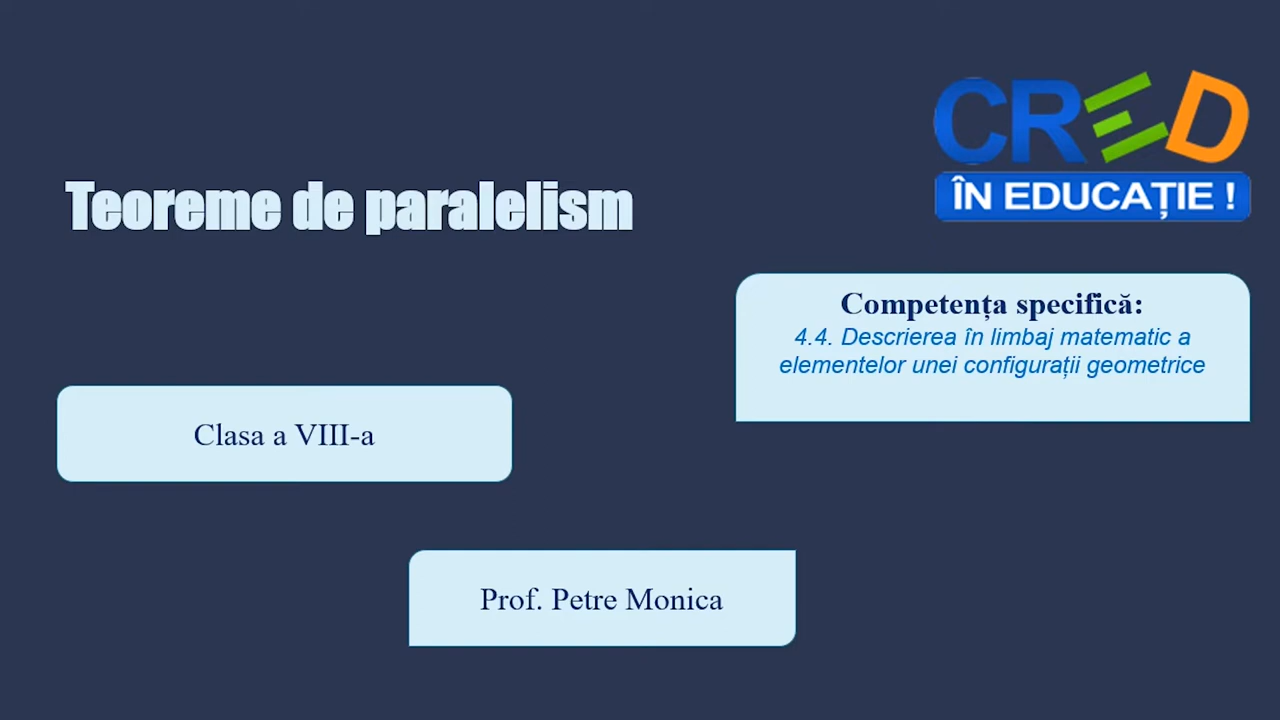 CRED
ÎN EDUCAȚIE !
Teoreme de paralelism
Competența specifică:
4.4. Descrierea în limbaj matematic a
elementelor unei configurații geometrice
Clasa a VIII-a
Prof. Petre Monica